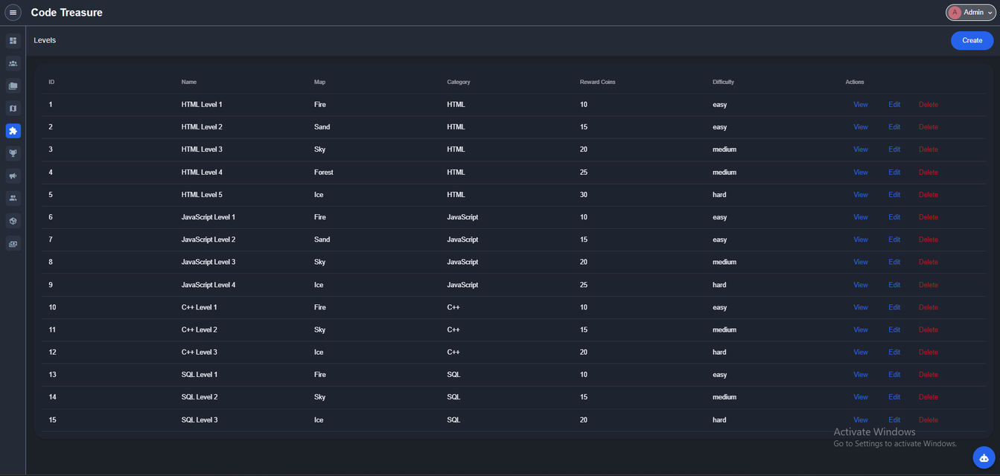 Code Treasure
A Admin
Levels
Create
ID Name Map Category Reward Coins Difficulty Actions
1 HTML Level 1 Fire HTML 10 easy View Edit Delete
2 HTML Level 2 Sand HTML 15 easy View Edit Delete
3 HTML Level 3 Sky HTML 20 medium View Edit Delete
4 HTML Level 4 Forest HTML 25 medium View Edit Delete
5 HTML Level 5 Ice HTML 30 hard View Edit Delete
6 JavaScript Level 1 Fire JavaScript 10 easy View Edit Delete
7 JavaScript Level 2 Sand JavaScript 15 easy View Edit Delete
8 JavaScript Level 3 Sky JavaScript 20 medium View Edit Delete
9 JavaScript Level 4 Ice JavaScript 25 hard View Edit Delete
10 C++ Level 1 Fire C++ 10 easy View Edit Delete
11 C++ Level 2 Sky C++ 15 medium View Edit Delete
12 C++ Level 3 Ice C++ 20 hard View Edit Delete
13 SQL Level 1 Fire SQL 10 easy View Edit Delete
14 SQL Level 2 Sky SQL 15 medium View Edit Delete
15 SQL Level 3 Ice SQL 20 hard View Edit Delete
Activate Windows
Go to Settings to activate Windows.